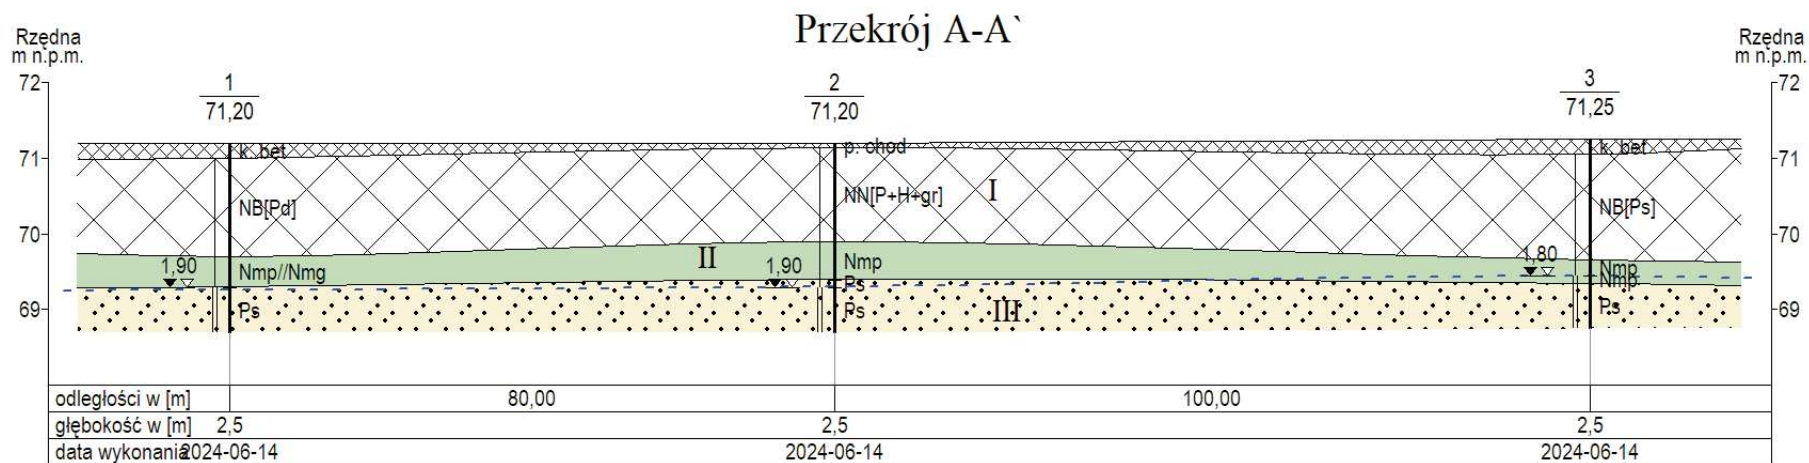 Przekrój A-A`
Rzędna
m n.p.m.
Rzędna
m n.p.m.
72
71
70
69
72
71
70
69
1
71,20
2
71,20
3
71,25
k. bet
p. chod
k. bet
NB[Pd]
NN[P+H+gr]
I
NB[Ps]
1,90
Nmp//Nmg
II
1,90
Nmp
1,80
Nmp
Ps
Nmp
Ps
Ps
III
Ps
odległości w [m] 80,00 100,00
głębokość w [m] 2,5 2,5 2,5
data wykonania 2024-06-14 2024-06-14 2024-06-14